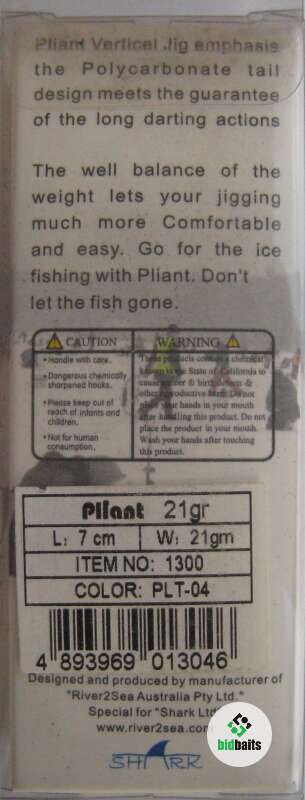 Pliant Vertical Jig emphasis
the Polycarbonate tail
design meets the guarantee
of the long darting actions
The well balance of the
weight lets your jigging
much more Comfortable
and easy. Go for the ice
fishing with Pliant. Don't
let the fish gone.
CAUTION
• Handle with care.
• Dangerous chemically
sharpened hooks.
• Please keep out of
reach of infants and
children.
• Not for human
consumption.
WARNING
These products contain a chemical
known to the State of California to
cause cancer & birth defects &
other reproductive harm. Do not
place your hands in your mouth
after handling this product. Do not
place the product in your mouth.
Wash your hands after touching
this product.
Pliant 21gr
L: 7 cm W: 21gm
ITEM NO: 1300
COLOR: PLT-04
4 893969 013046
Designed and produced by manufacturer of
"River2Sea Australia Pty Ltd."
Special for "Shark Ltd
www.river2sea.com
SHARK
bidbaits